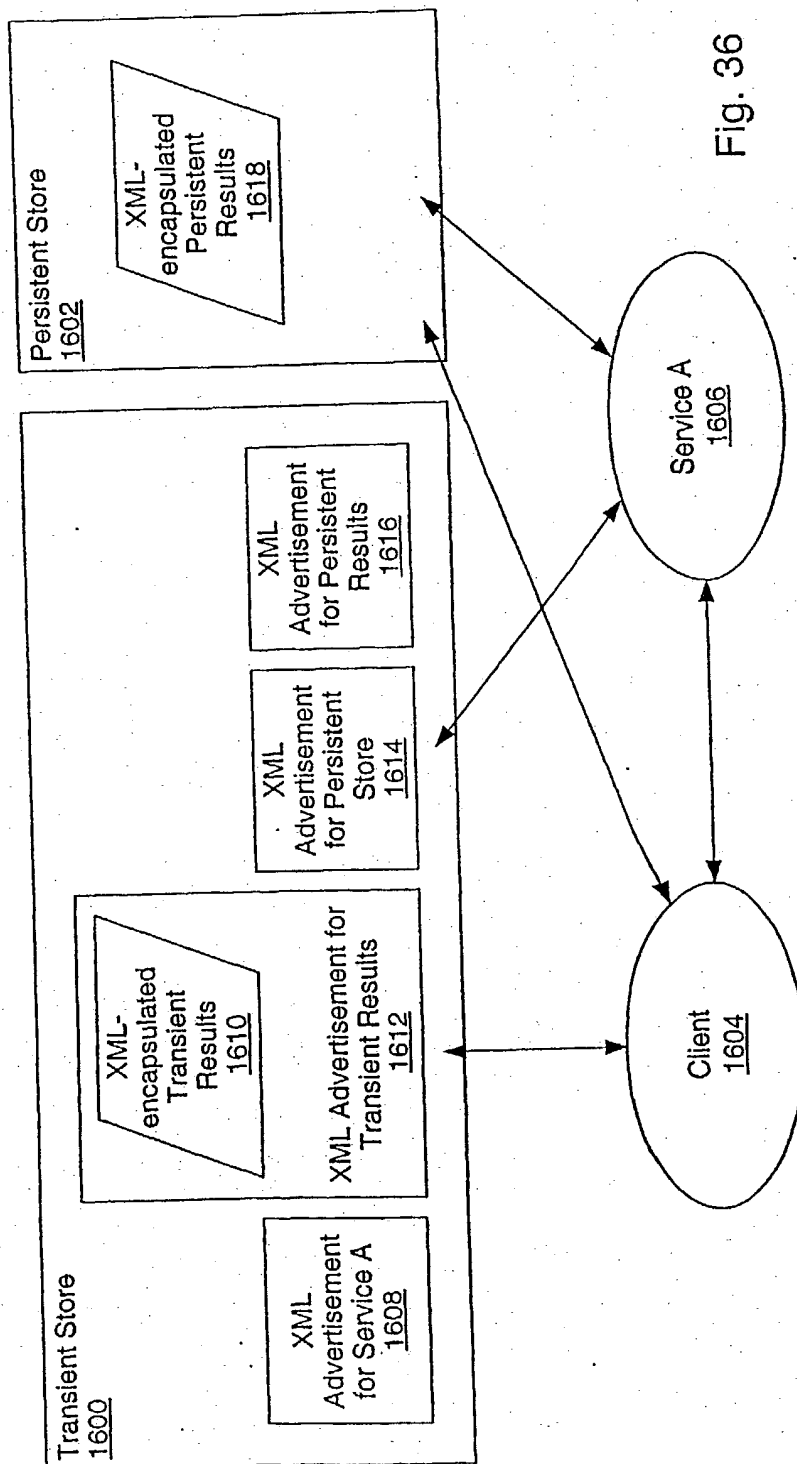 Transient Store
1600
XML
Advertisement
for Service A
1608
XML-
encapsulated
Transient
Results
1610
XML Advertisement for
Transient Results
1612
XML
Advertisement
for Persistent
Store
1614
XML
Advertisement
for Persistent
Results
1616
Persistent Store
1602
XML-
encapsulated
Persistent
Results
1618
Client
1604
Service A
1606
Fig. 36